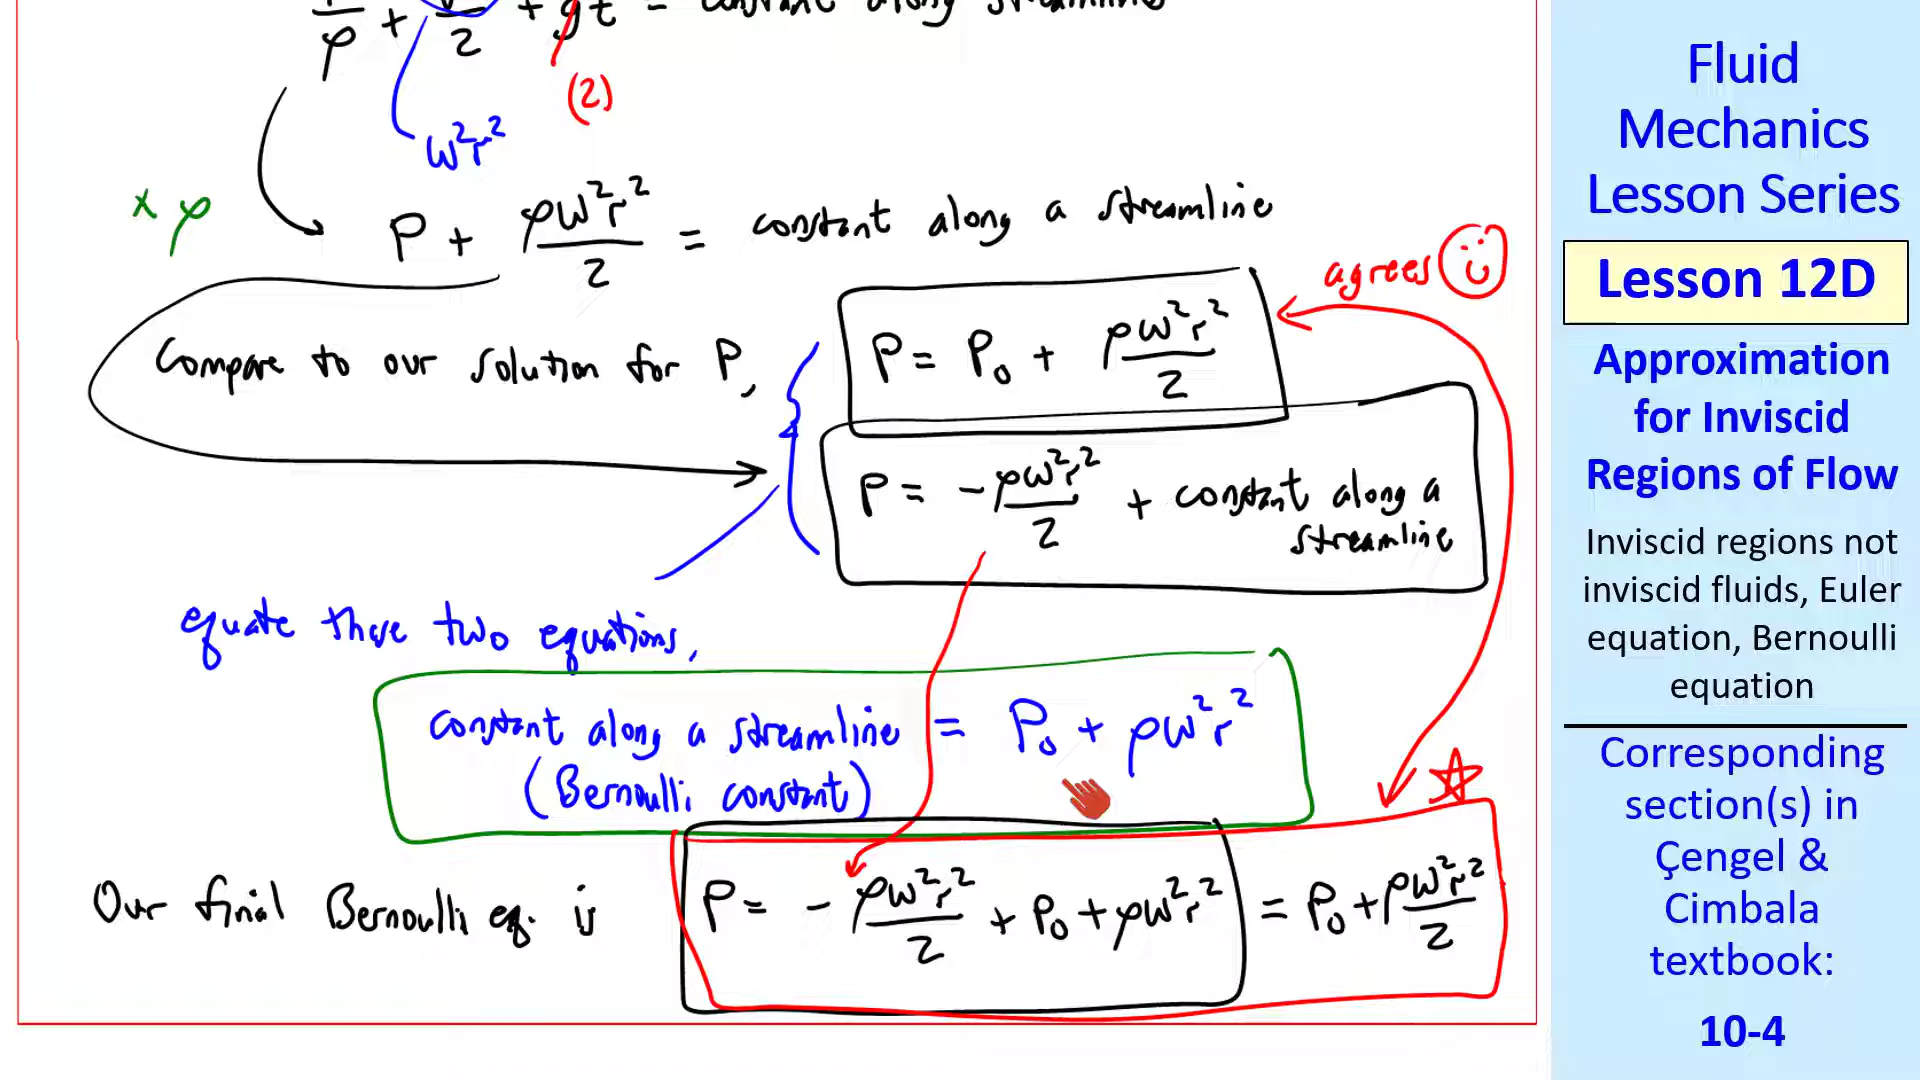 P/ρ + V²/2 + gz = constant along streamline
(2)
ω²r²
× ρ
P + ρω²r²/2 = constant along a streamline
agrees
Compare to our solution for P,
P = P₀ + ρω²r²/2
P = - ρω²r²/2 + constant along a
streamline
equate these two equations,
constant along a streamline = P₀ + ρω²r²
(Bernoulli constant)
Our final Bernoulli eq. is P = - ρω²r²/2 + P₀ + ρω²r² = P₀ + ρω²r²/2
Fluid
Mechanics
Lesson Series
Lesson 12D
Approximation
for Inviscid
Regions of Flow
Inviscid regions not
inviscid fluids, Euler
equation, Bernoulli
equation
Corresponding
section(s) in
Çengel &
Cimbala
textbook:
10-4